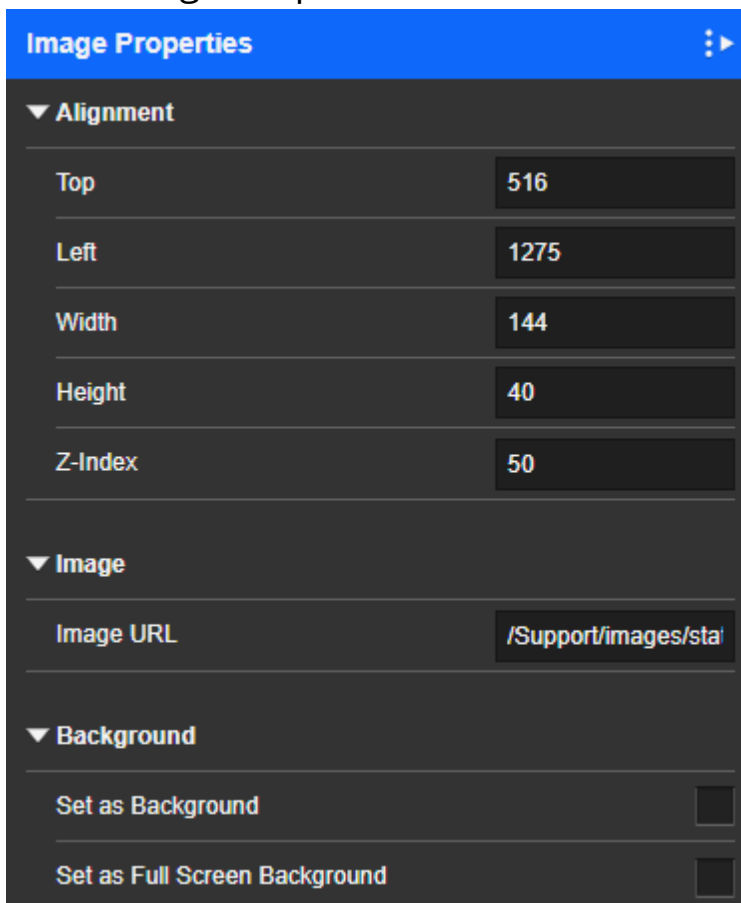 Image Properties
Alignment
Top 516
Left 1275
Width 144
Height 40
Z-Index 50
Image
Image URL /Support/images/stat
Background
Set as Background
Set as Full Screen Background